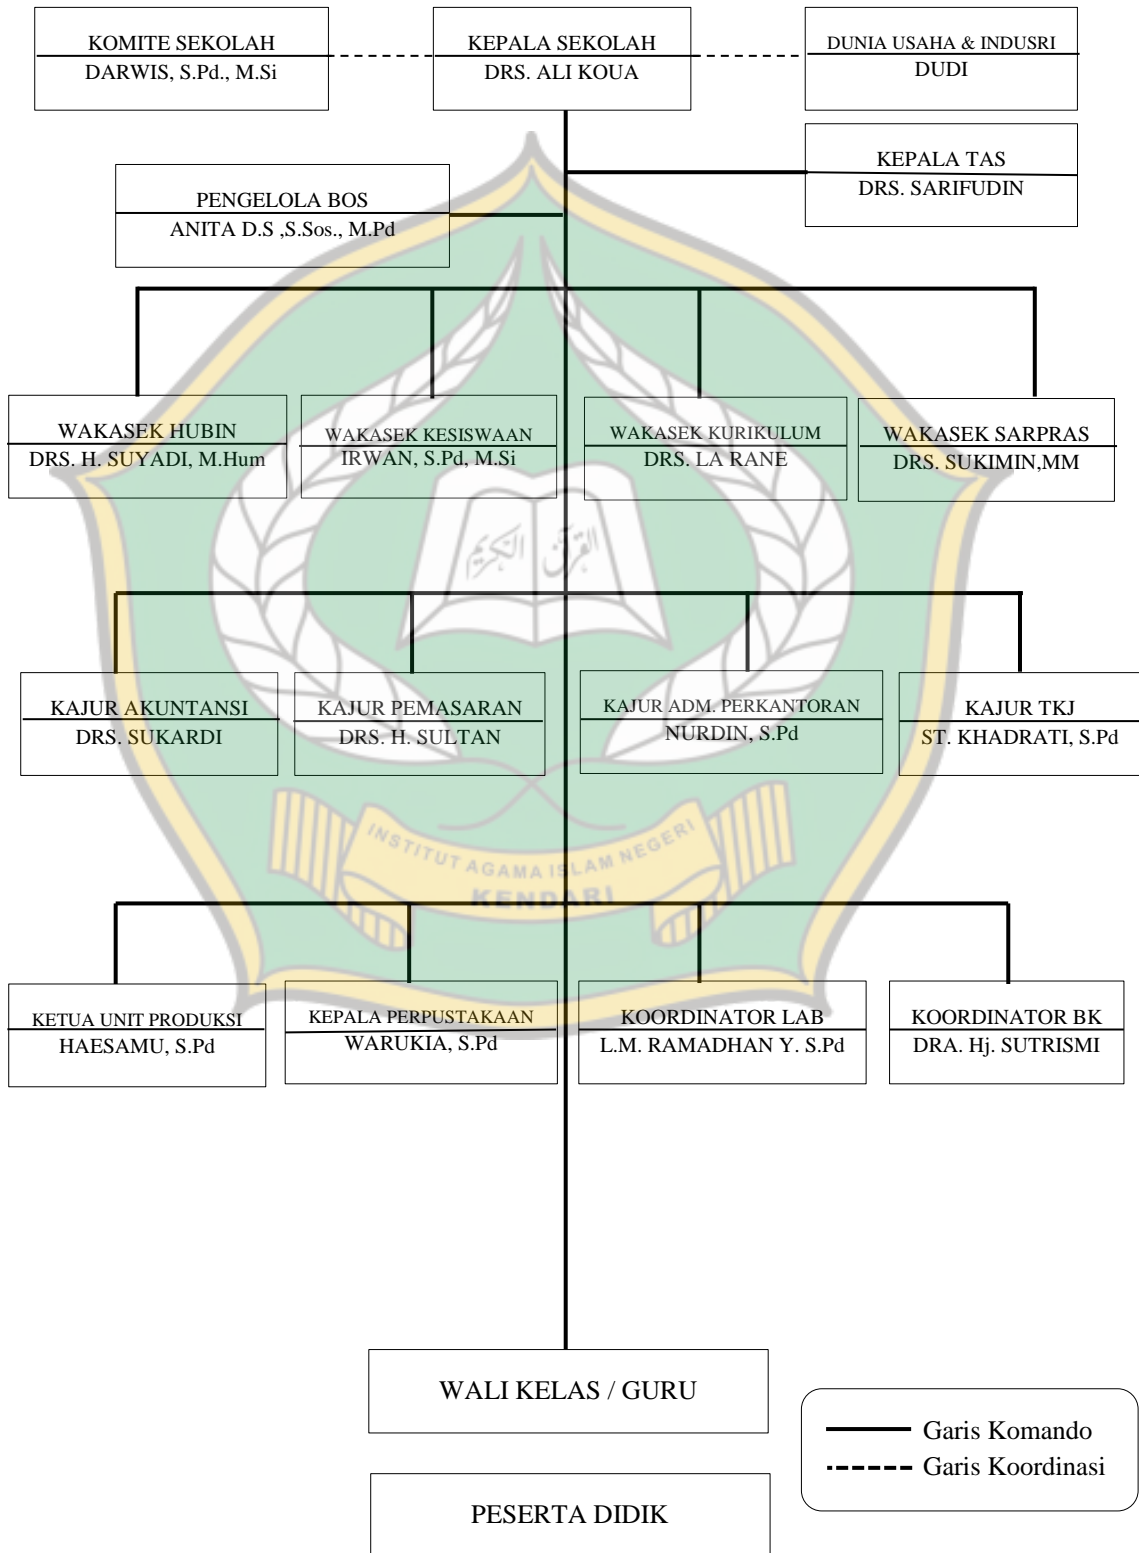 KOMITE SEKOLAH
DARWIS, S.Pd., M.Si
KEPALA SEKOLAH
DRS. ALI KOUA
DUNIA USAHA & INDUSRI
DUDI
KEPALA TAS
DRS. SARIFUDIN
PENGELOLA BOS
ANITA D.S ,S.Sos., M.Pd
WAKASEK HUBIN
DRS. H. SUYADI, M.Hum
WAKASEK KESISWAAN
IRWAN, S.Pd, M.Si
WAKASEK KURIKULUM
DRS. LA RANE
WAKASEK SARPRAS
DRS. SUKIMIN,MM
القرآن الكريم
KAJUR AKUNTANSI
DRS. SUKARDI
KAJUR PEMASARAN
DRS. H. SULTAN
KAJUR ADM. PERKANTORAN
NURDIN, S.Pd
KAJUR TKJ
ST. KHADRATI, S.Pd
INSTITUT AGAMA ISLAM NEGERI
KENDARI
KETUA UNIT PRODUKSI
HAESAMU, S.Pd
KEPALA PERPUSTAKAAN
WARUKIA, S.Pd
KOORDINATOR LAB
L.M. RAMADHAN Y. S.Pd
KOORDINATOR BK
DRA. Hj. SUTRISMI
WALI KELAS / GURU
Garis Komando
Garis Koordinasi
PESERTA DIDIK